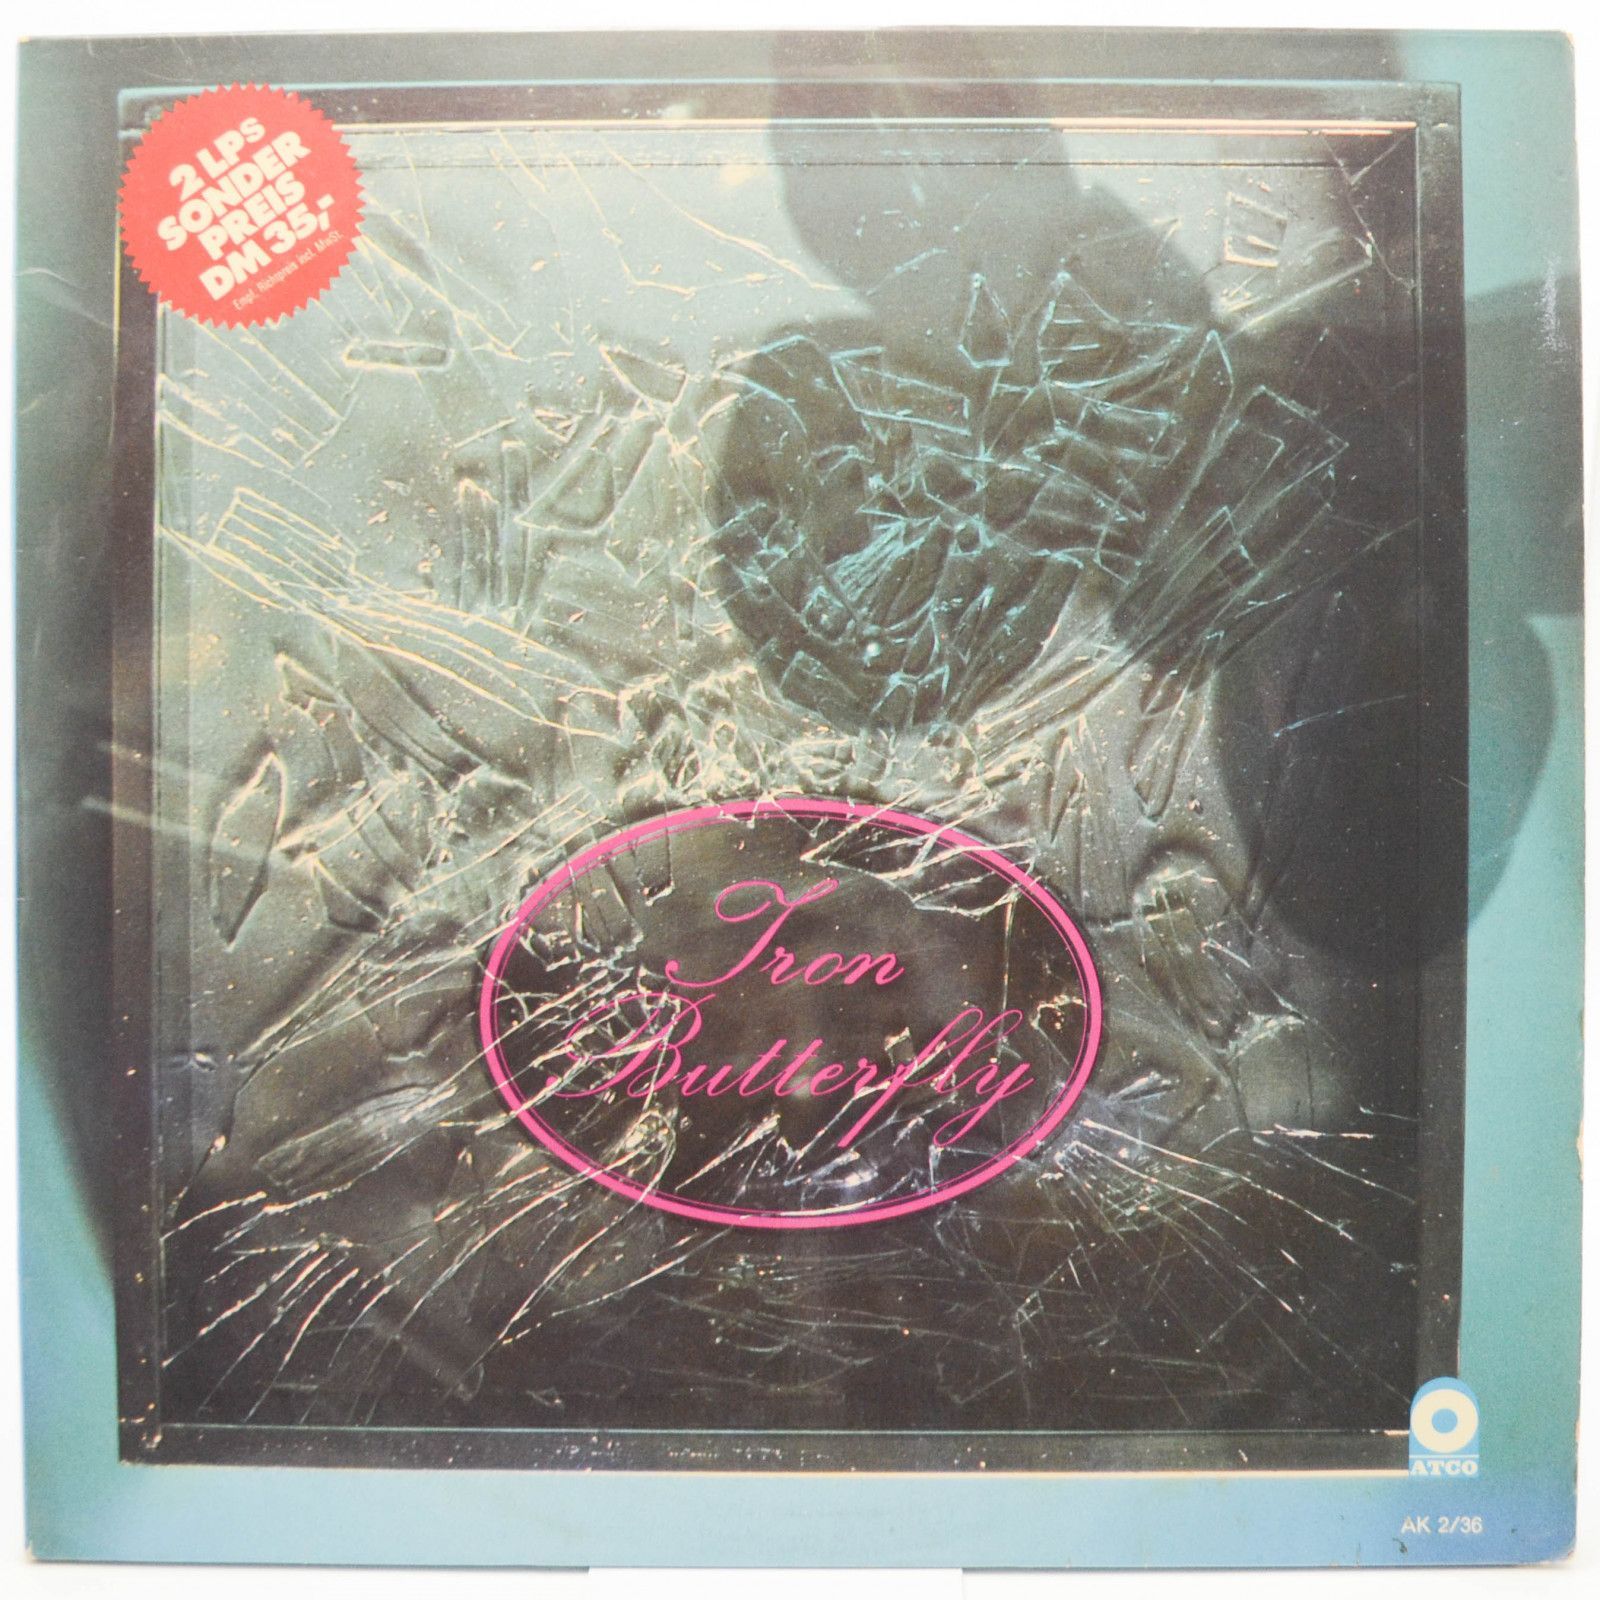 2 LPs
SONDER
PREIS
DM 35,-
Empf. Richtpreis incl. MwSt.
Iron
Butterfly
ATCO
AK 2/36